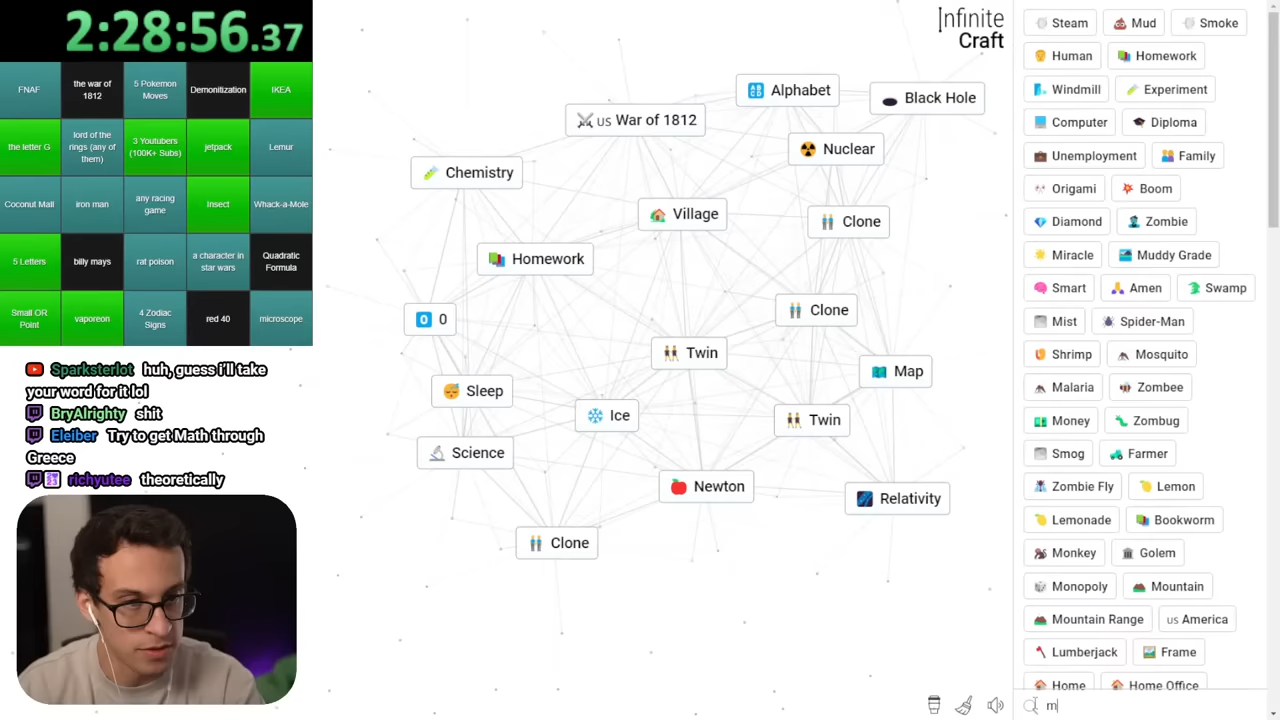 2:28:56.37
FNAF
the war of
1812
5 Pokemon
Moves
Demonitization
IKEA
the letter G
lord of the
rings (any of
them)
3 Youtubers
(100K+ Subs)
jetpack
Lemur
Coconut Mall
iron man
any racing
game
Insect
Whack-a-Mole
5 Letters
billy mays
rat poison
a character in
star wars
Quadratic
Formula
Small OR
Point
vaporeon
4 Zodiac
Signs
red 40
microscope
Sparksterlot huh, guess i'll take
your word for it lol
BryAlrighty shit
Eleiber Try to get Math through
Greece
richyutee theoretically
Infinite
Craft
Alphabet
Black Hole
us War of 1812
Nuclear
Chemistry
Village
Clone
Homework
Clone
0
Twin
Map
Sleep
Ice
Twin
Science
Newton
Relativity
Clone
Steam
Mud
Smoke
Human
Homework
Windmill
Experiment
Computer
Diploma
Unemployment
Family
Origami
Boom
Diamond
Zombie
Miracle
Muddy Grade
Smart
Amen
Swamp
Mist
Spider-Man
Shrimp
Mosquito
Malaria
Zombee
Money
Zombug
Smog
Farmer
Zombie Fly
Lemon
Lemonade
Bookworm
Monkey
Golem
Monopoly
Mountain
Mountain Range
us America
Lumberjack
Frame
Home
Home Office
m